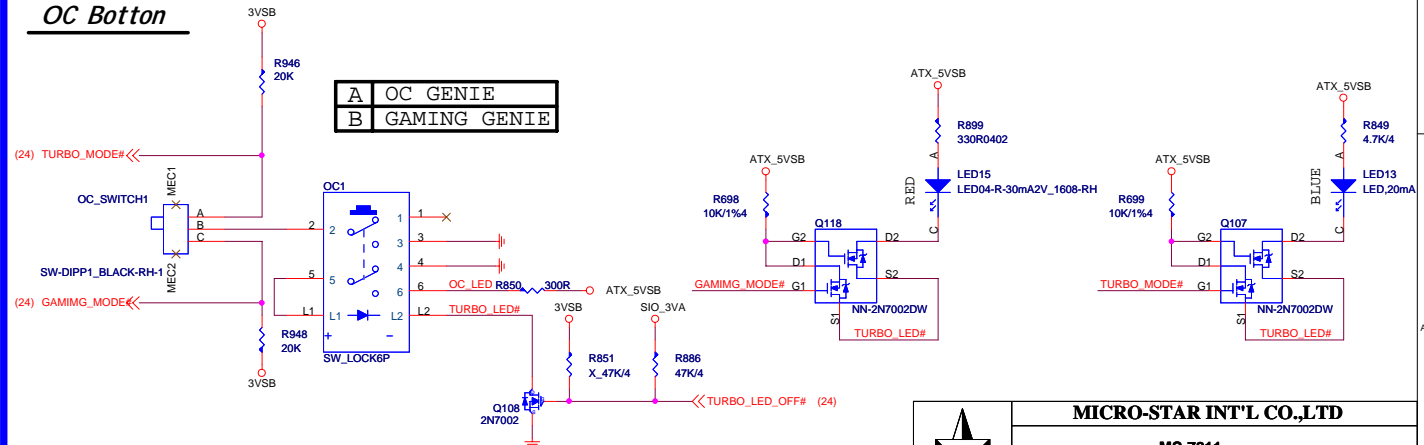 OC Botton
3VSB
R946
20K
A OC GENIE
B GAMING GENIE
(24) TURBO_MODE#
MEC1
OC_SWITCH1
A
B
C
MEC2
SW-DIPP1_BLACK-RH-1
(24) GAMIMG_MODE#
R948
20K
3VSB
OC1
2 2
5 5
L1 L1
1 1
3 3
4 4
6 6
L2 L2
+ -
SW_LOCK6P
OC_LED R850 300R
ATX_5VSB
TURBO_LED#
3VSB
SIO_3VA
R851
X_47K/4
R886
47K/4
Q108
2N7002
TURBO_LED_OFF# (24)
ATX_5VSB
R698
10K/1%4
GAMIMG_MODE#
Q118
G2 D2
D1 S2
G1
S1
NN-2N7002DW
TURBO_LED#
ATX_5VSB
R899
330R0402
A
RED
LED15
LED04-R-30mA2V_1608-RH
C
ATX_5VSB
R699
10K/1%4
TURBO_MODE#
Q107
G2 D2
D1 S2
G1
S1
NN-2N7002DW
TURBO_LED#
ATX_5VSB
R849
4.7K/4
A
BLUE
LED13
LED,20mA
C
A
MICRO-STAR INT'L CO.,LTD